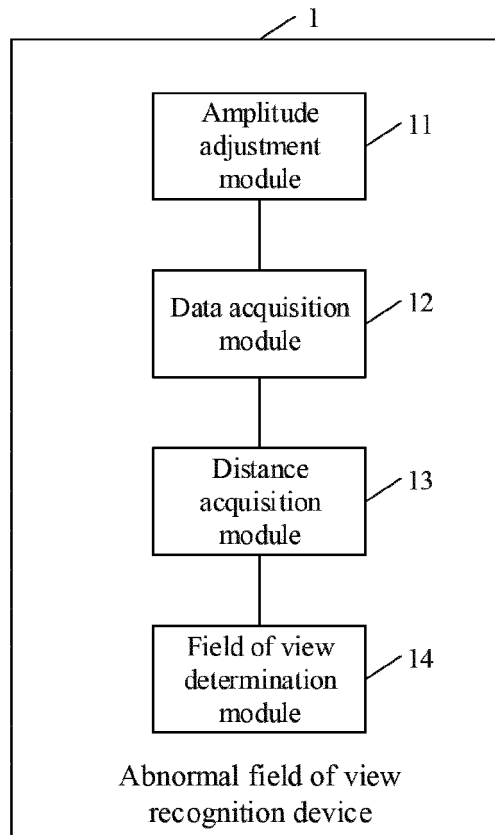 1
Amplitude
adjustment
module
11
Data acquisition
module
12
Distance
acquisition
module
13
Field of view
determination
module
14
Abnormal field of view
recognition device